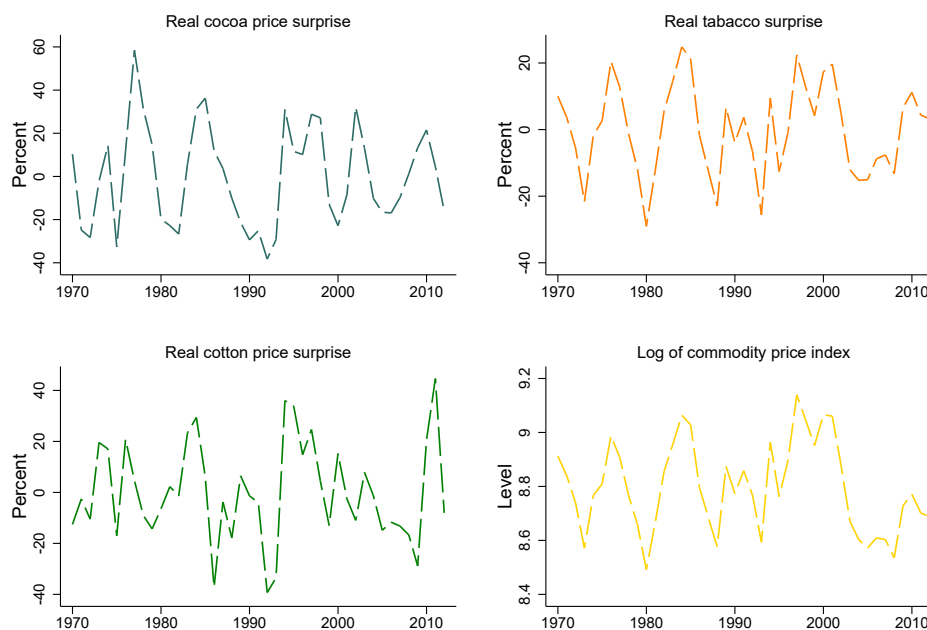 Real cocoa price surprise
Percent
60
40
20
0
-20
-40
1970 1980 1990 2000 2010
Real tabacco surprise
Percent
20
0
-20
-40
1970 1980 1990 2000 2010
Real cotton price surprise
Percent
40
20
0
-20
-40
1970 1980 1990 2000 2010
Log of commodity price index
Level
9.2
9
8.8
8.6
8.4
1970 1980 1990 2000 2010